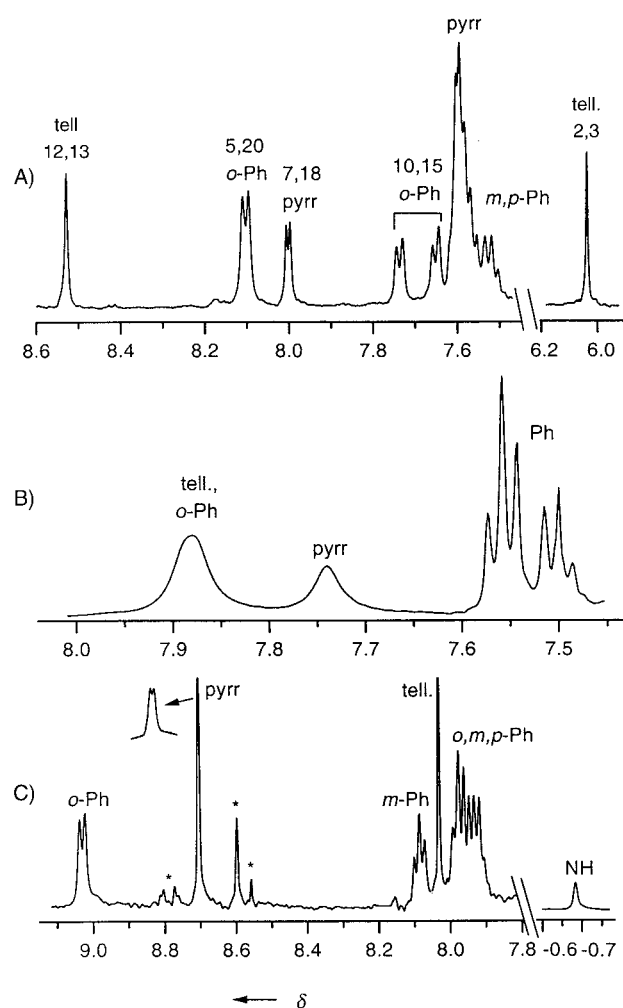 pyrr
tell
12,13
5,20
o-Ph
7,18
pyrr
10,15
o-Ph
m,p-Ph
tell.
2,3
A)
8.6 8.4 8.2 8.0 7.8 7.6 6.2 6.0
B)
tell.,
o-Ph
pyrr
Ph
8.0 7.9 7.8 7.7 7.6 7.5
C)
pyrr
tell.
o,m,p-Ph
o-Ph
m-Ph
* * *
NH
9.0 8.8 8.6 8.4 8.2 8.0 7.8 -0.6 -0.7
← δ